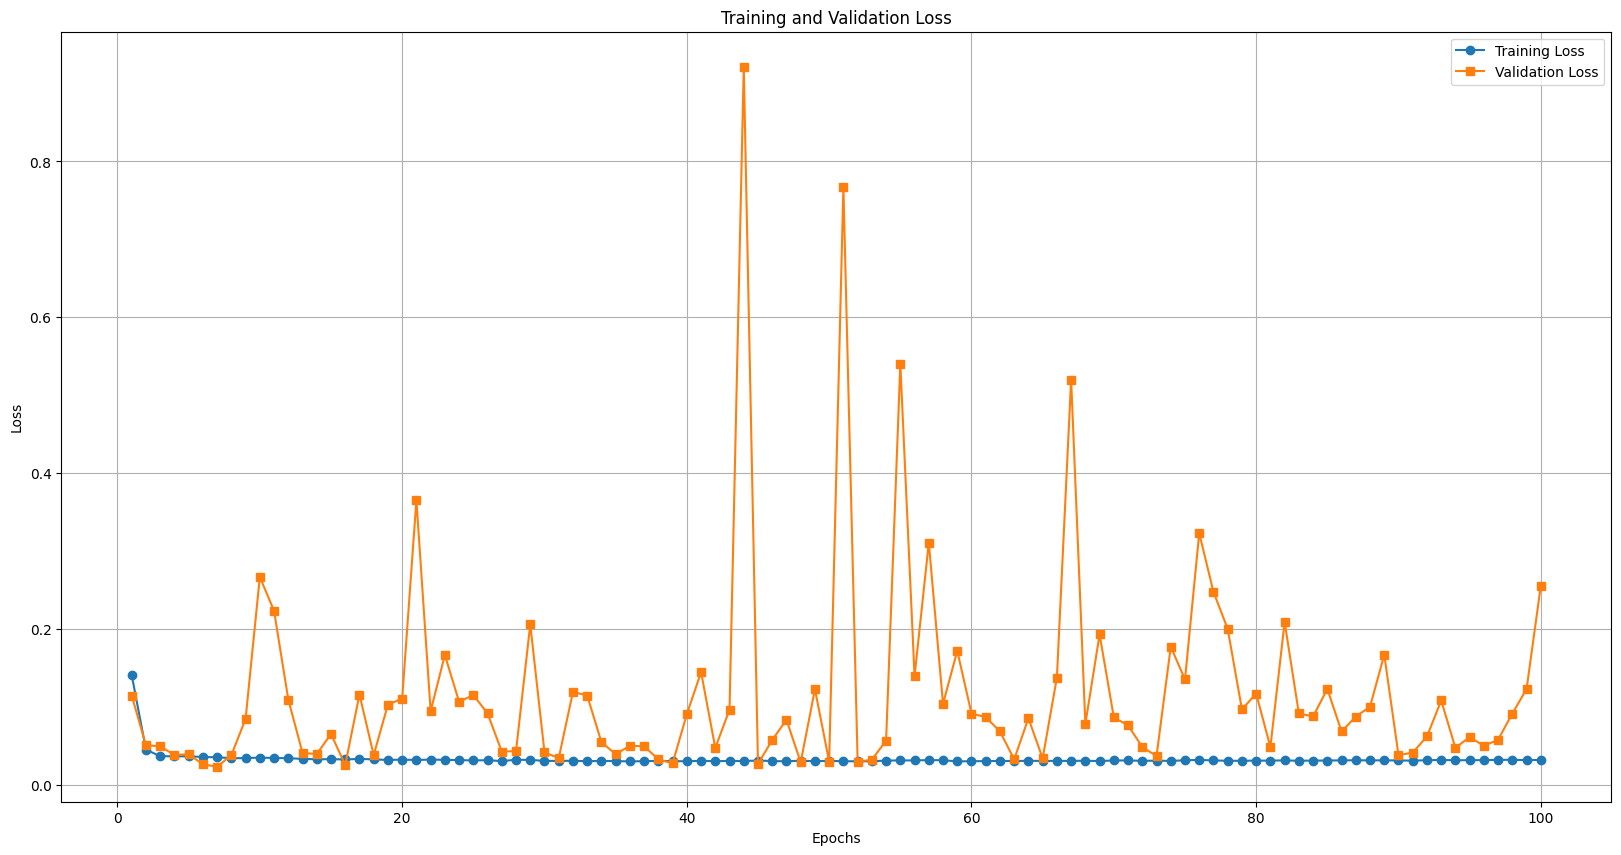 Training and Validation Loss
Training Loss
Validation Loss
0.8
0.6
0.4
0.2
0.0
Loss
0 20 40 60 80 100
Epochs